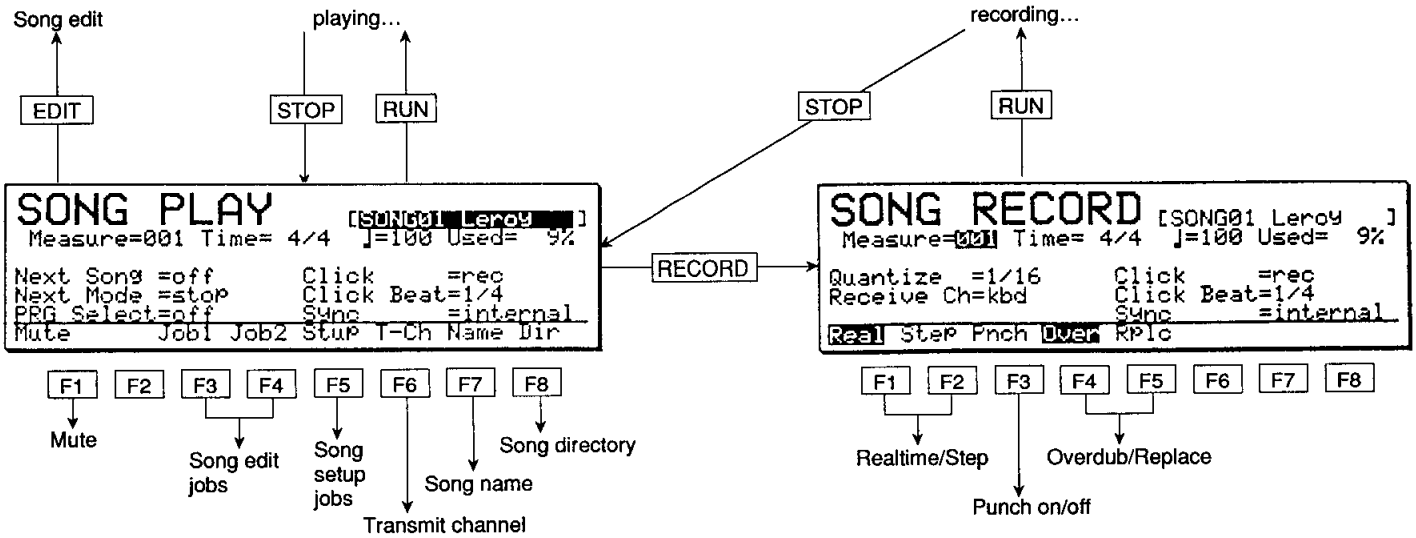 Song edit
playing...
recording...
EDIT
STOP
RUN
STOP
RUN
SONG PLAY [SONG01 Leroy ]
Measure=001 Time= 4/4 ♩=100 Used= 9%
Next Song =off Click =rec
Next Mode =stop Click Beat=1/4
PRG Select=off Sync =internal
Mute Job1 Job2 Stup T-Ch Name Dir
RECORD
SONG RECORD [SONG01 Leroy ]
Measure=001 Time= 4/4 ♩=100 Used= 9%
Quantize =1/16 Click =rec
Receive Ch=kbd Click Beat=1/4
Sync =internal
Real Step Pnch Over Rplc
F1 F2 F3 F4 F5 F6 F7 F8
Mute
Song edit
jobs
Song
setup
jobs
Transmit channel
Song name
Song directory
F1 F2 F3 F4 F5 F6 F7 F8
Realtime/Step
Punch on/off
Overdub/Replace